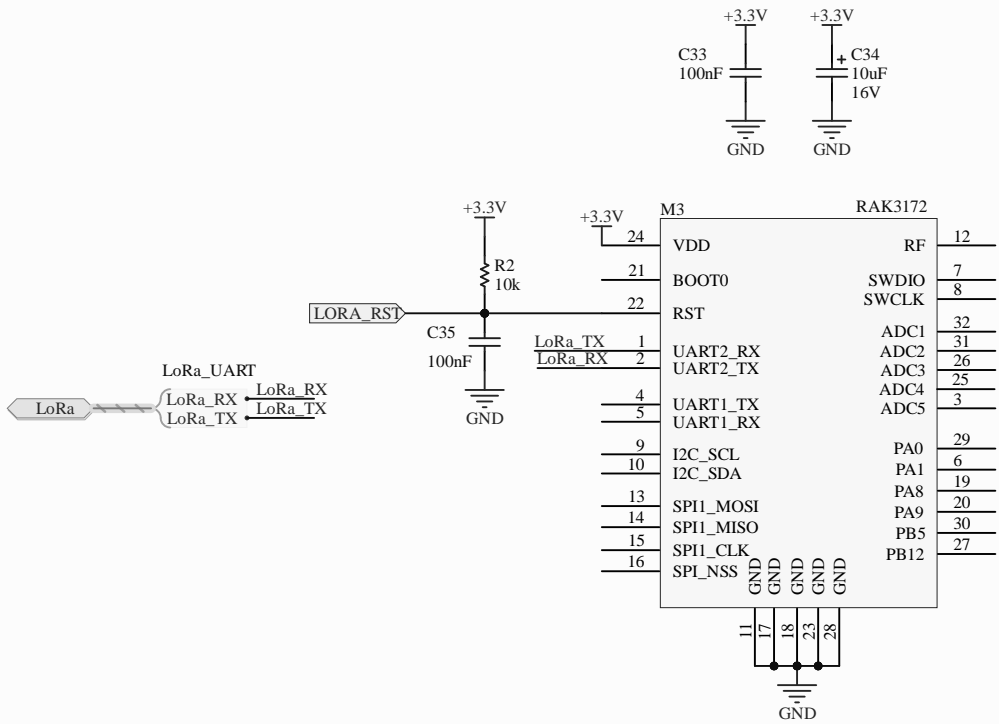 +3.3V +3.3V
C33 + C34
100nF 10uF
16V
GND GND
+3.3V
R2
10k
LORA_RST
C35
100nF
GND
LoRa_UART
LoRa
LoRa_RX LoRa_RX
LoRa_TX LoRa_TX
+3.3V
M3 RAK3172
24 VDD RF 12
21 BOOT0 SWDIO 7
SWCLK 8
22 RST
ADC1 32
LoRa_TX 1 UART2_RX ADC2 31
LoRa_RX 2 UART2_TX ADC3 26
ADC4 25
4 UART1_TX ADC5 3
5 UART1_RX
PA0 29
9 I2C_SCL PA1 6
10 I2C_SDA
PA8 19
13 SPI1_MOSI PA9 20
14 SPI1_MISO PB5 30
15 SPI1_CLK PB12 27
16 SPI_NSS
GND GND GND GND GND
11 17 18 23 28
GND